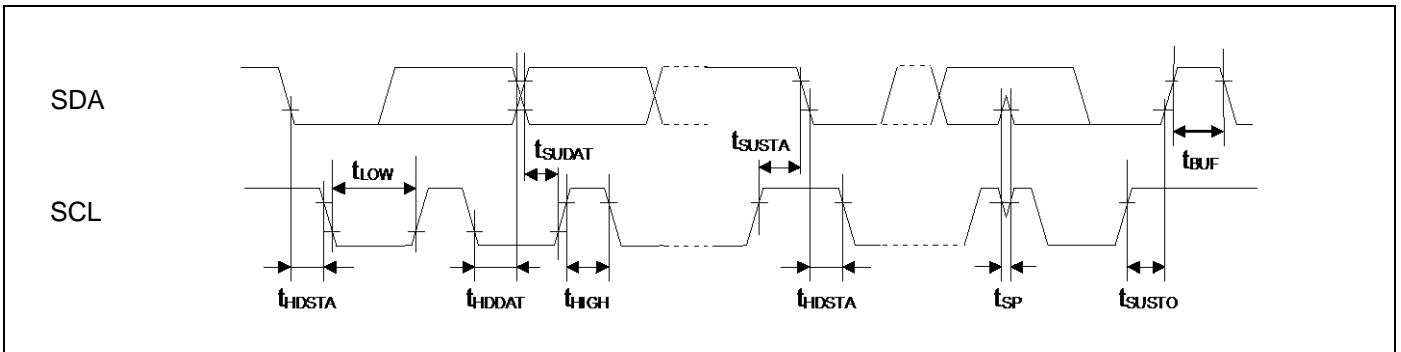 SDA
tSUDAT
tSUSTA
tBUF
tLOW
SCL
tHDSTA
tHDDAT
tHIGH
tHDSTA
tSP
tSUSTO